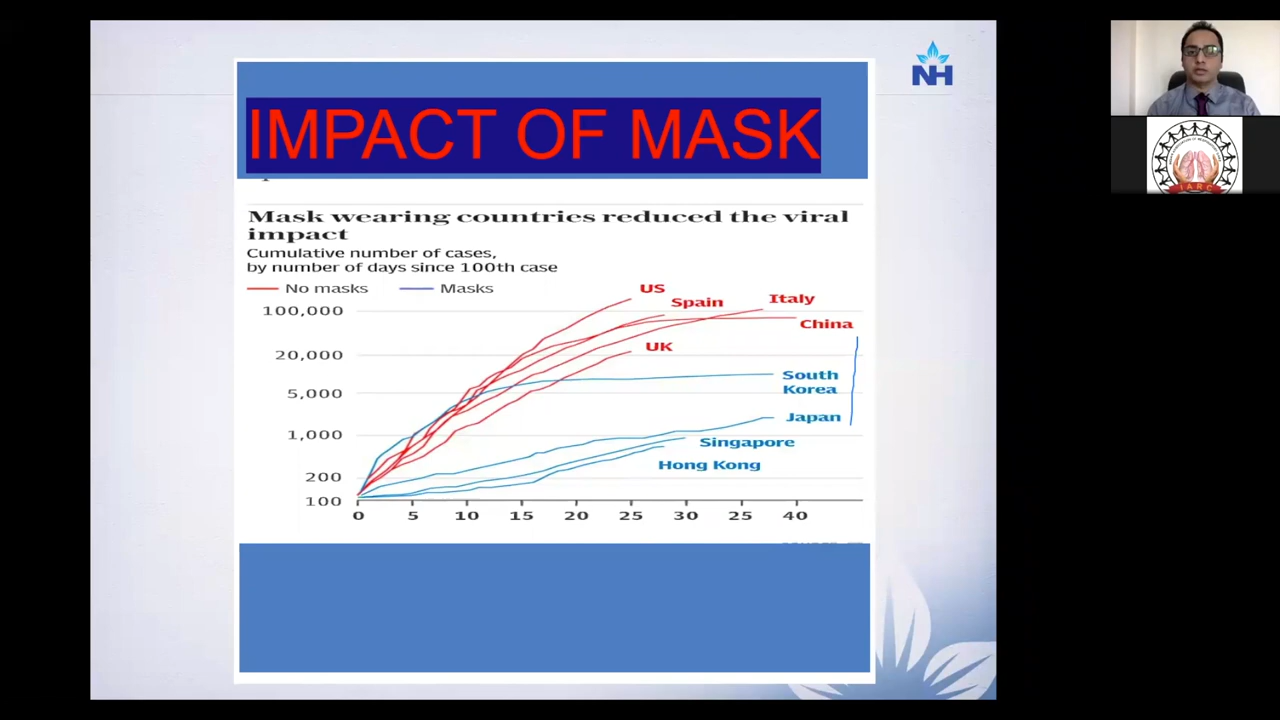 NH
IMPACT OF MASK
Mask wearing countries reduced the viral
impact
Cumulative number of cases,
by number of days since 100th case
No masks
Masks
US
Spain
Italy
China
UK
South
Korea
Japan
Singapore
Hong Kong
100,000
20,000
5,000
1,000
200
100
0 5 10 15 20 25 30 25 40
IARC